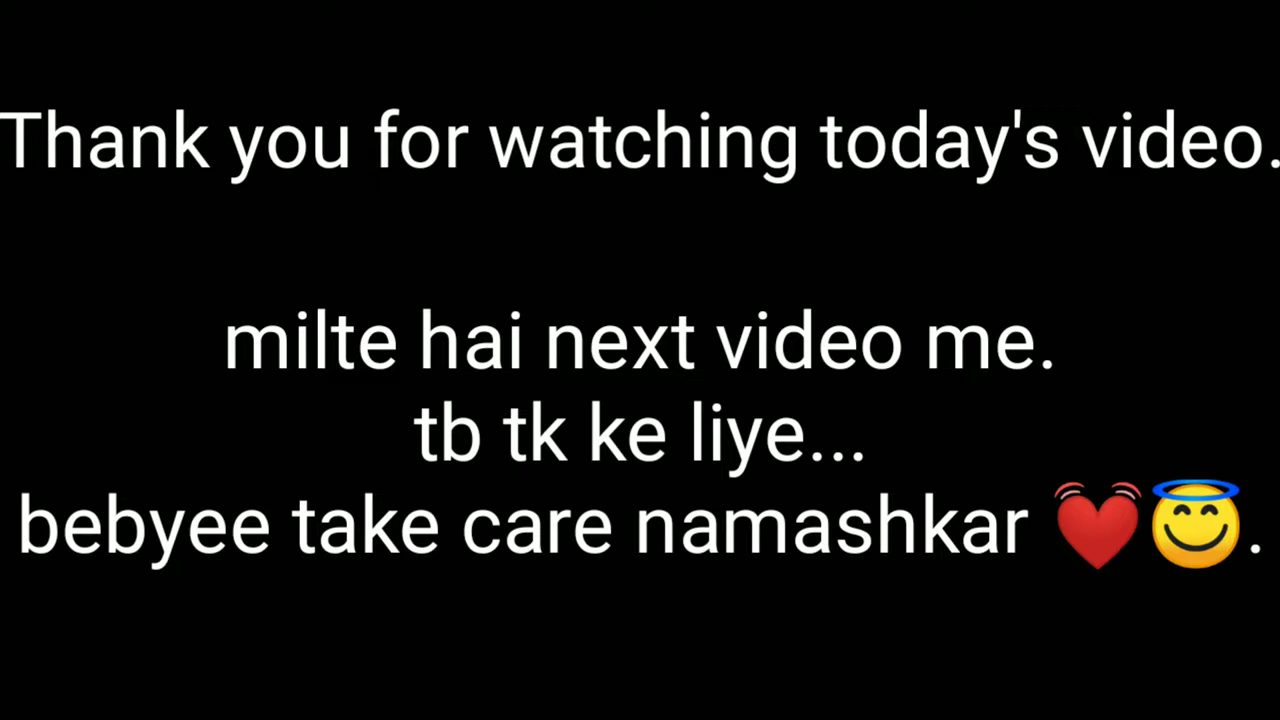 Thank you for watching today's video.
milte hai next video me.
tb tk ke liye...
bebyee take care namashkar 💓😇.